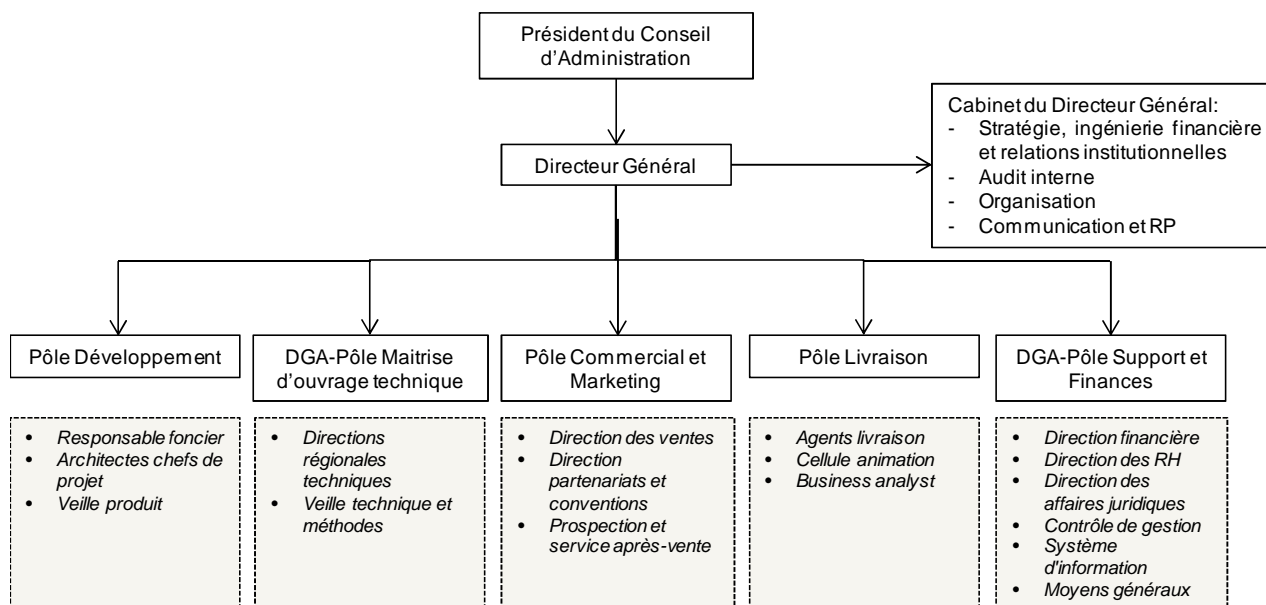 Président du Conseil
d'Administration
Cabinet du Directeur Général:
- Stratégie, ingénierie financière
et relations institutionnelles
- Audit interne
- Organisation
- Communication et RP
Directeur Général
Pôle Développement
DGA-Pôle Maitrise
d'ouvrage technique
Pôle Commercial et
Marketing
Pôle Livraison
DGA-Pôle Support et
Finances
• Responsable foncier
• Architectes chefs de
projet
• Veille produit
• Directions
régionales
techniques
• Veille technique et
méthodes
• Direction des ventes
• Direction
partenariats et
conventions
• Prospection et
service après-vente
• Agents livraison
• Cellule animation
• Business analyst
• Direction financière
• Direction des RH
• Direction des
affaires juridiques
• Contrôle de gestion
• Système
d'information
• Moyens généraux